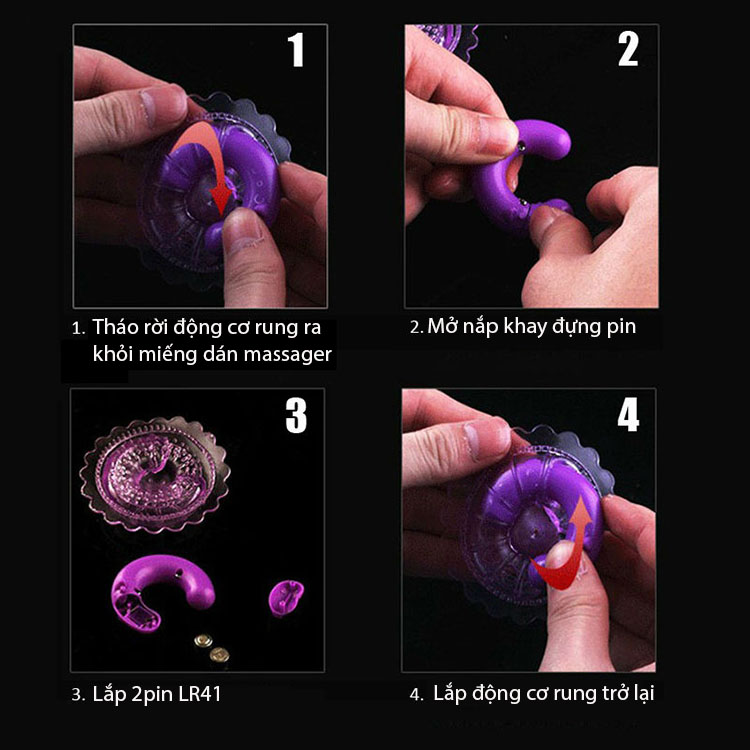 1
2
1. Tháo rời động cơ rung ra
khỏi miếng dán massager
2. Mở nắp khay đựng pin
3
4
3. Lắp 2pin LR41
4. Lắp động cơ rung trở lại